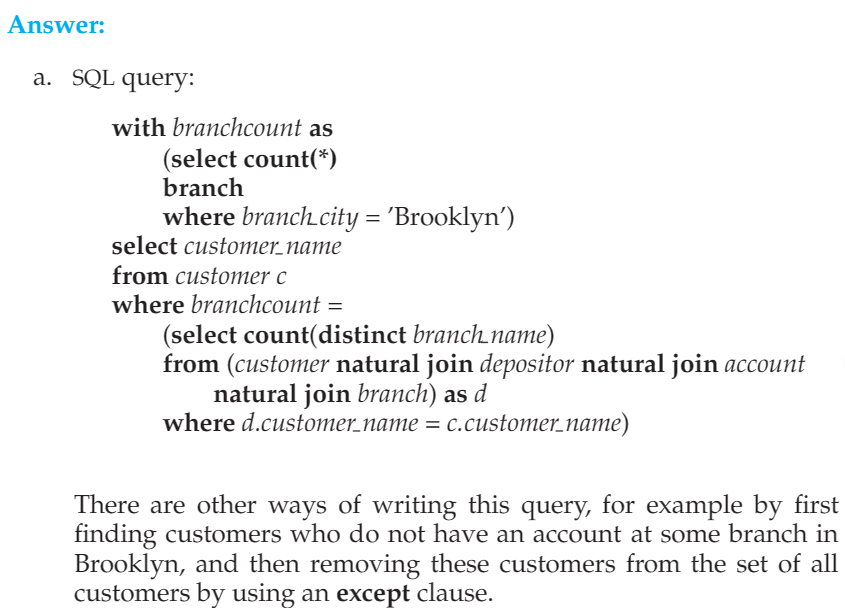 Answer:
a. SQL query:
with branchcount as
(select count(*)
branch
where branch_city = 'Brooklyn')
select customer_name
from customer c
where branchcount =
(select count(distinct branch_name)
from (customer natural join depositor natural join account
natural join branch) as d
where d.customer_name = c.customer_name)
There are other ways of writing this query, for example by first
finding customers who do not have an account at some branch in
Brooklyn, and then removing these customers from the set of all
customers by using an except clause.